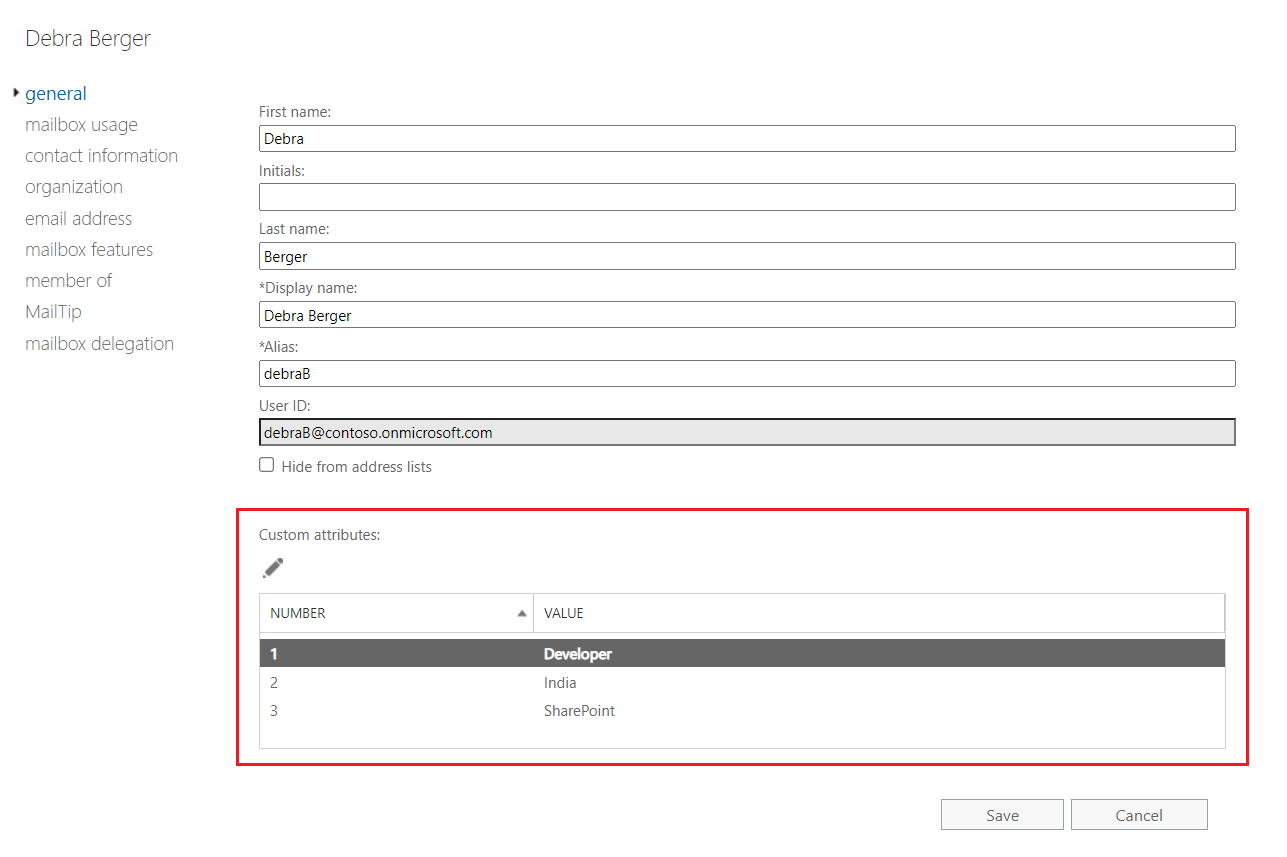 Debra Berger
general
mailbox usage
contact information
organization
email address
mailbox features
member of
MailTip
mailbox delegation
First name:
Debra
Initials:
Last name:
Berger
*Display name:
Debra Berger
*Alias:
debraB
User ID:
debraB@contoso.onmicrosoft.com
Hide from address lists
Custom attributes:
NUMBER VALUE
1 Developer
2 India
3 SharePoint
Save Cancel